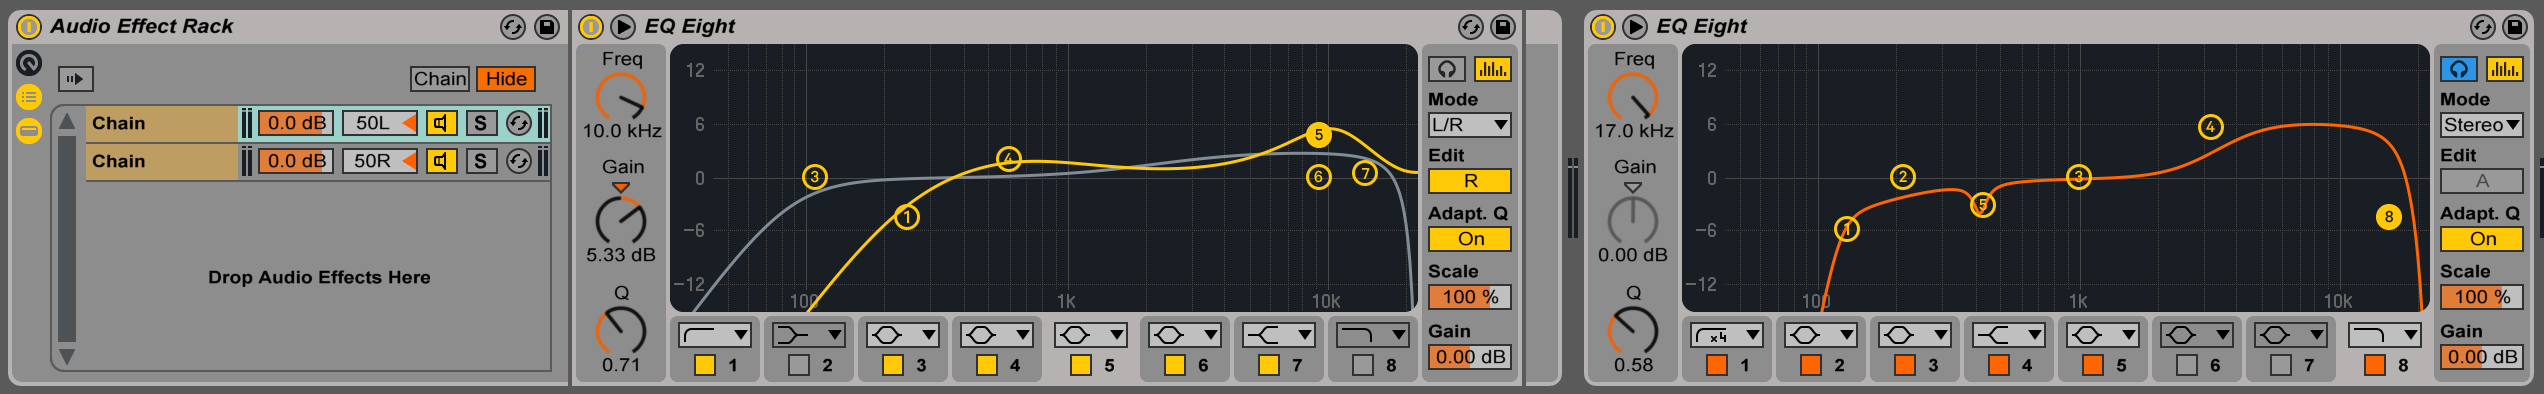 Audio Effect Rack
Chain Hide
Chain 0.0 dB 50L S
Chain 0.0 dB 50R S
Drop Audio Effects Here
EQ Eight
Freq
10.0 kHz
Gain
5.33 dB
Q
0.71
12
6
0
−6
−12
100 1k 10k
3 1 4 5 6 7
1 2 3 4 5 6 7 8
Mode
L/R
Edit
R
Adapt. Q
On
Scale
100 %
Gain
0.00 dB
EQ Eight
Freq
17.0 kHz
Gain
0.00 dB
Q
0.58
12
6
0
−6
−12
100 1k 10k
1 2 5 3 4 8
x4
1 2 3 4 5 6 7 8
Mode
Stereo
Edit
A
Adapt. Q
On
Scale
100 %
Gain
0.00 dB